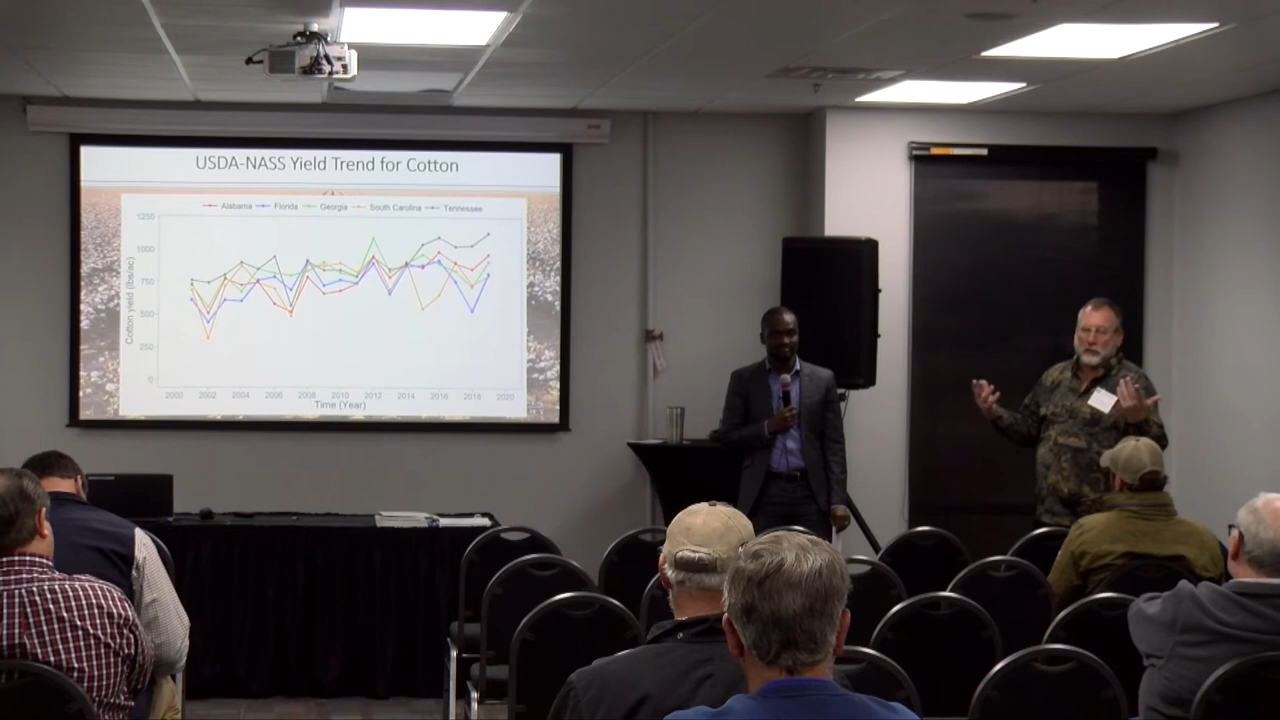 USDA-NASS Yield Trend for Cotton
Alabama Florida Georgia South Carolina Tennessee
1250
1000
750
500
250
0
Cotton yield (lbs/ac)
2000 2002 2004 2006 2008 2010 2012 2014 2016 2018 2020
Time (Year)